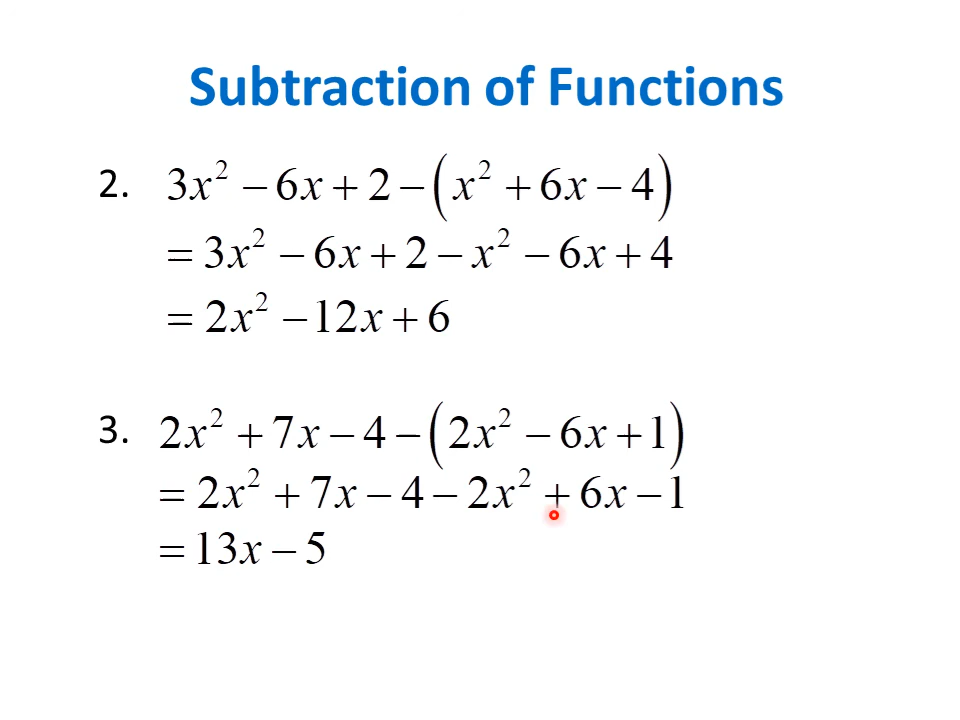 Subtraction of Functions
2. 3x² − 6x + 2 − (x² + 6x − 4)
= 3x² − 6x + 2 − x² − 6x + 4
= 2x² − 12x + 6
3. 2x² + 7x − 4 − (2x² − 6x + 1)
= 2x² + 7x − 4 − 2x² + 6x − 1
= 13x − 5